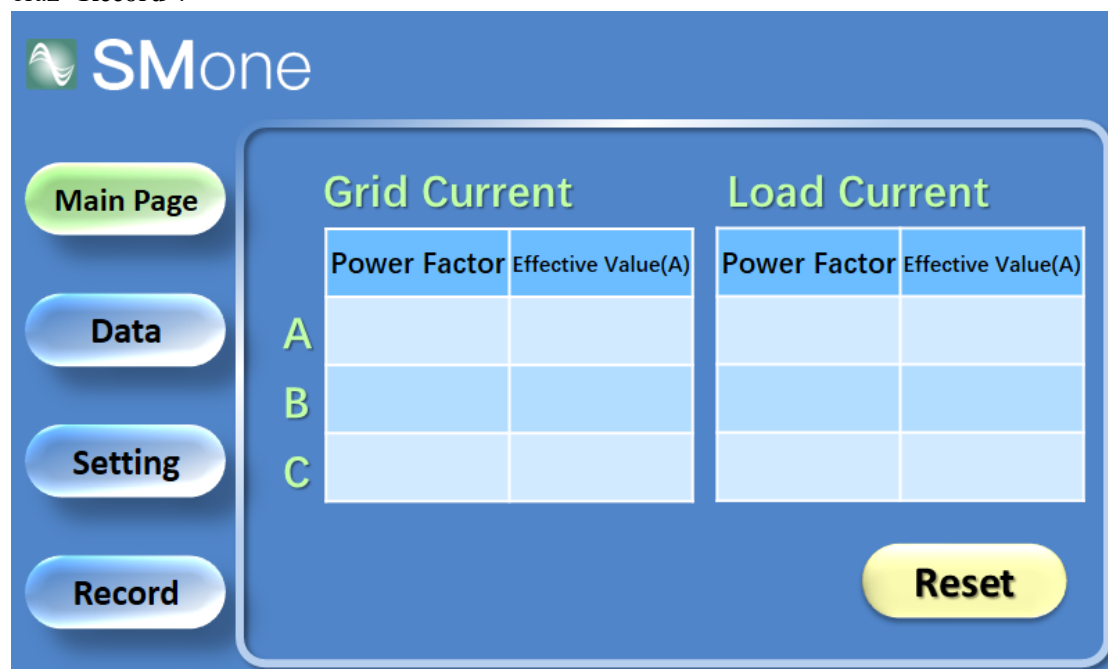 SMone
Main Page
Data
Setting
Record
Grid Current
Load Current
Power Factor Effective Value(A)
Power Factor Effective Value(A)
A
B
C
Reset